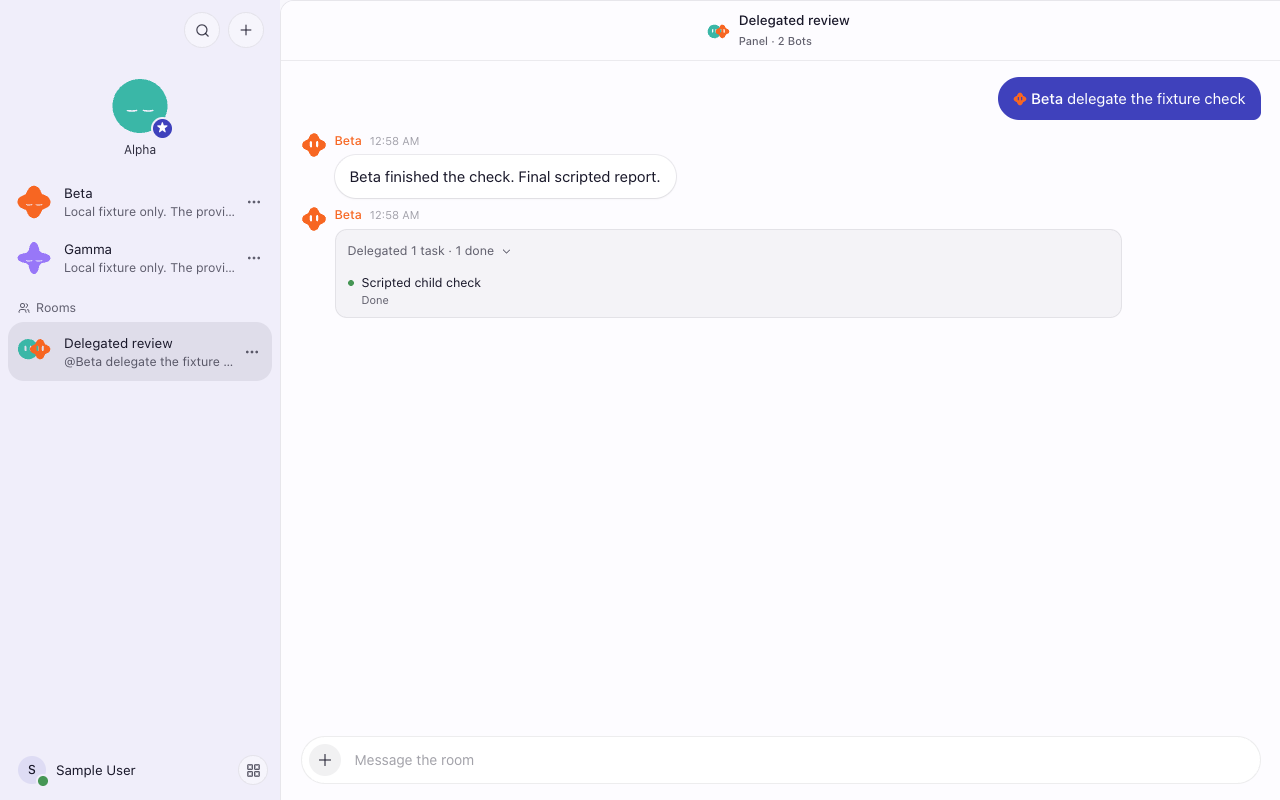 Alpha
Beta
Local fixture only. The provi...
Gamma
Local fixture only. The provi...
Rooms
Delegated review
@Beta delegate the fixture ...
S
Sample User
Delegated review
Panel · 2 Bots
Beta delegate the fixture check
Beta 12:58 AM
Beta finished the check. Final scripted report.
Beta 12:58 AM
Delegated 1 task · 1 done
Scripted child check
Done
Message the room